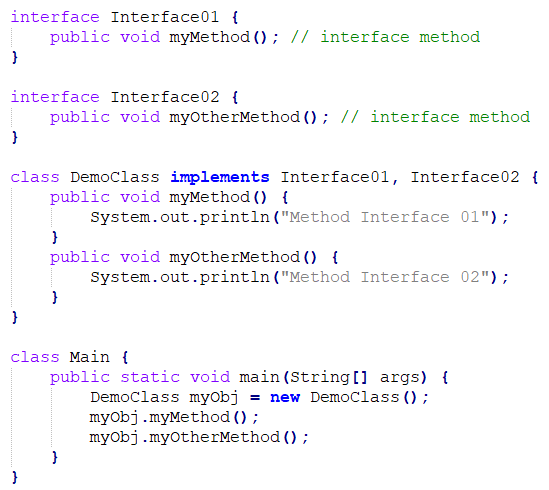 interface Interface01 {
    public void myMethod(); // interface method
}

interface Interface02 {
    public void myOtherMethod(); // interface method
}

class DemoClass implements Interface01, Interface02 {
    public void myMethod() {
        System.out.println("Method Interface 01");
    }
    public void myOtherMethod() {
        System.out.println("Method Interface 02");
    }
}

class Main {
    public static void main(String[] args) {
        DemoClass myObj = new DemoClass();
        myObj.myMethod();
        myObj.myOtherMethod();
    }
}